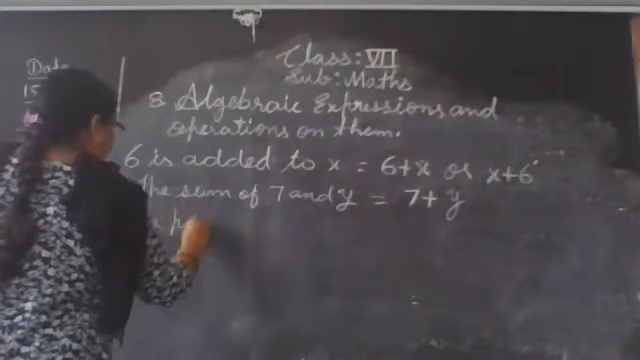 Class: VII
Sub: Maths
Date
15
8 Algebraic Expressions and
operations on them.
6 is added to x = 6+x or x+6
The sum of 7 and y = 7+y